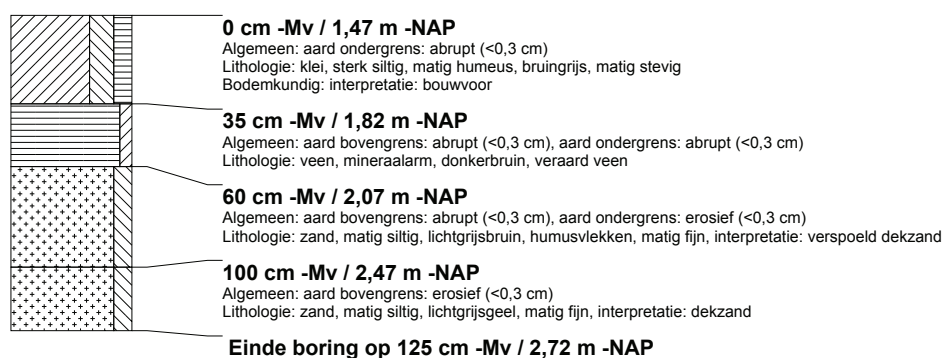 0 cm -Mv / 1,47 m -NAP
Algemeen: aard ondergrens: abrupt (<0,3 cm)
Lithologie: klei, sterk siltig, matig humeus, bruingrijs, matig stevig
Bodemkundig: interpretatie: bouwvoor
35 cm -Mv / 1,82 m -NAP
Algemeen: aard bovengrens: abrupt (<0,3 cm), aard ondergrens: abrupt (<0,3 cm)
Lithologie: veen, mineraalarm, donkerbruin, veraard veen
60 cm -Mv / 2,07 m -NAP
Algemeen: aard bovengrens: abrupt (<0,3 cm), aard ondergrens: erosief (<0,3 cm)
Lithologie: zand, matig siltig, lichtgrijsbruin, humusvlekken, matig fijn, interpretatie: verspoeld dekzand
100 cm -Mv / 2,47 m -NAP
Algemeen: aard bovengrens: erosief (<0,3 cm)
Lithologie: zand, matig siltig, lichtgrijsgeel, matig fijn, interpretatie: dekzand
Einde boring op 125 cm -Mv / 2,72 m -NAP